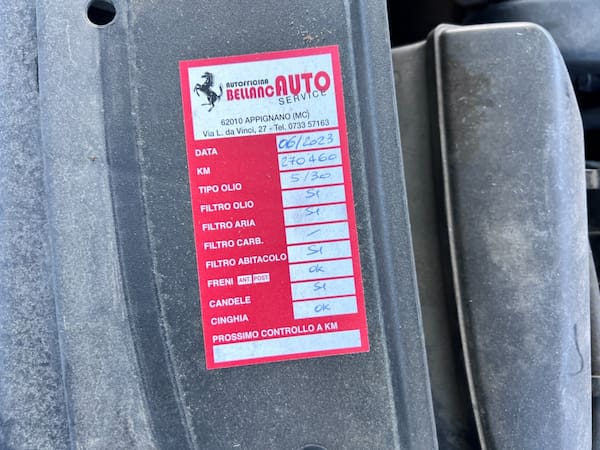 AUTOFFICINA
BELLANCAUTO
SERVICE
62010 APPIGNANO (MC)
Via L. da Vinci, 27 - Tel. 0733 57163
DATA 06/2023
KM 270460
TIPO OLIO 5/30
FILTRO OLIO SI
FILTRO ARIA SI
FILTRO CARB. /
FILTRO ABITACOLO SI
FRENI ANT. POST OK
CANDELE SI
CINGHIA OK
PROSSIMO CONTROLLO A KM